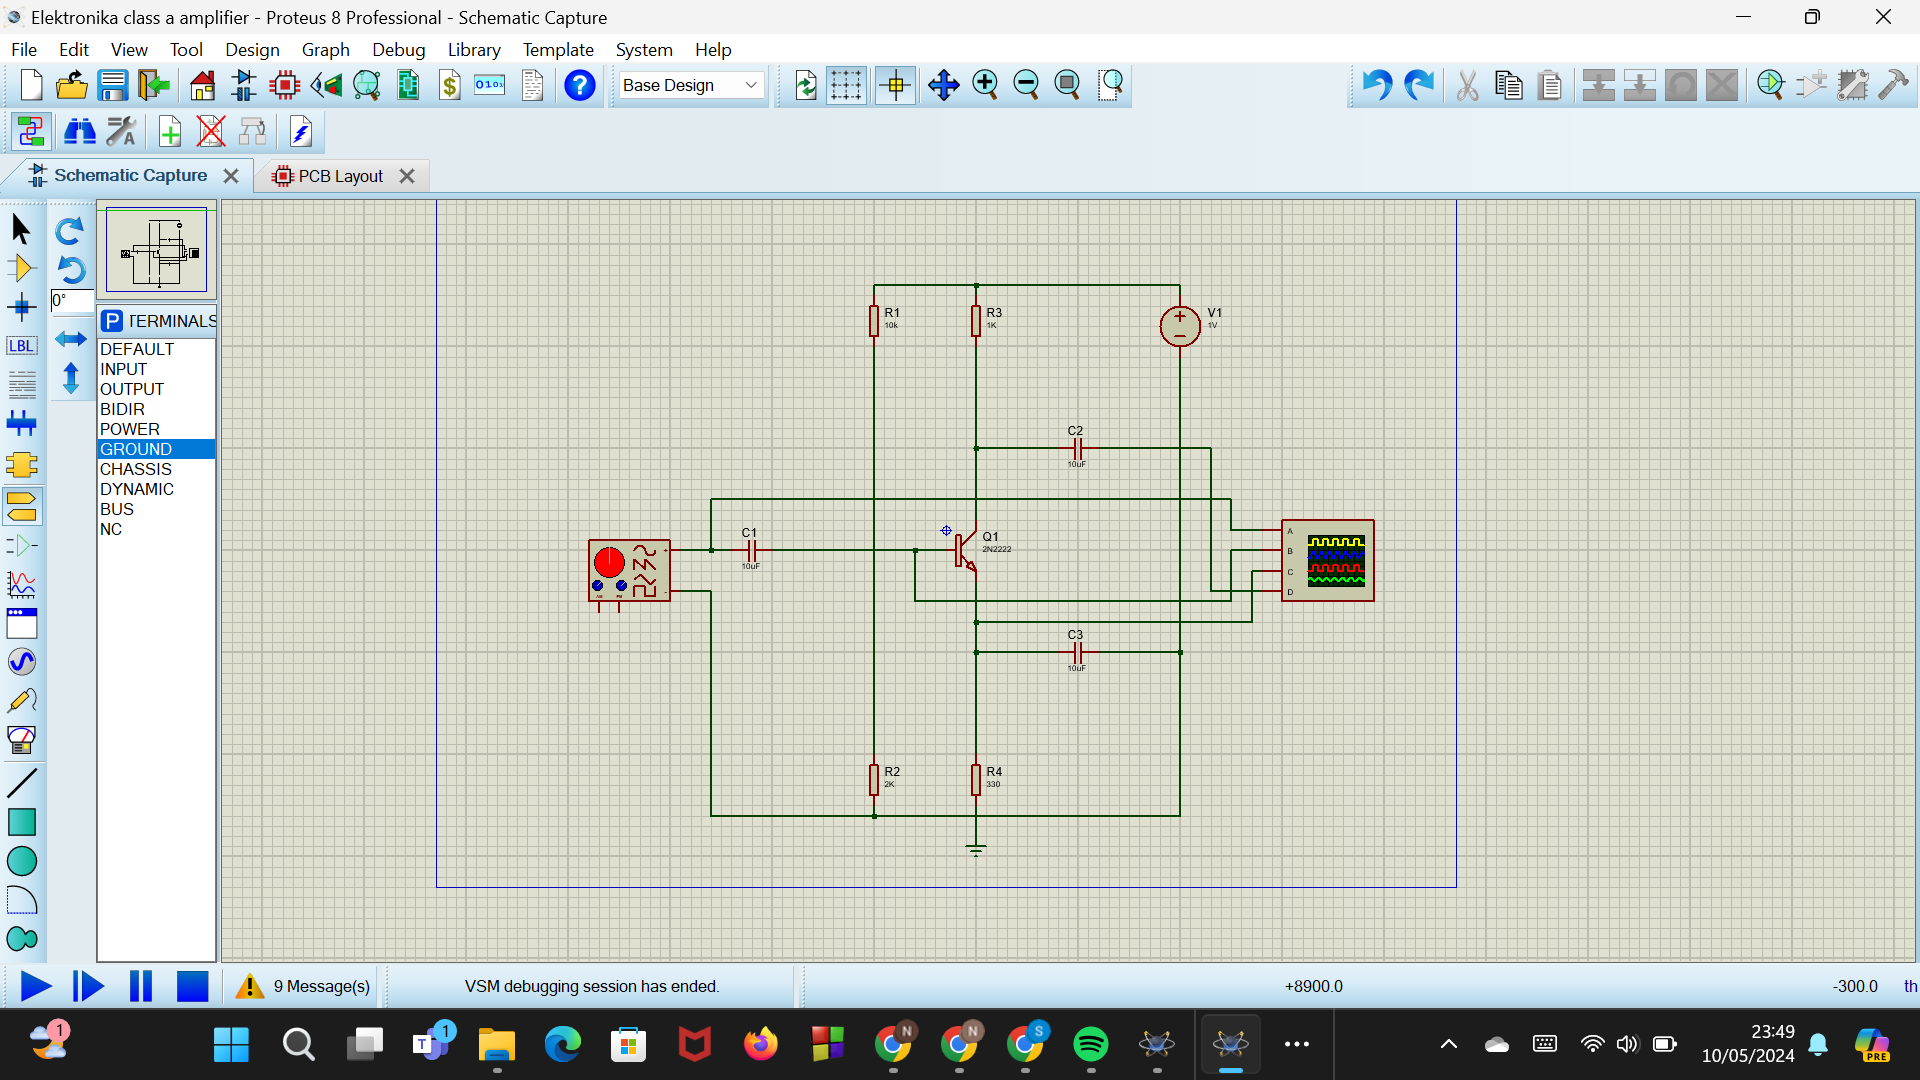 Elektronika class a amplifier - Proteus 8 Professional - Schematic Capture
File Edit View Tool Design Graph Debug Library Template System Help
Base Design
Schematic Capture
PCB Layout
0°
P TERMINALS
DEFAULT
INPUT
OUTPUT
BIDIR
POWER
GROUND
CHASSIS
DYNAMIC
BUS
NC
LBL
R1
10k
R3
1K
V1
1V
C2
10uF
C1
10uF
Q1
2N2222
A
B
C
D
C3
10uF
R2
2K
R4
330
9 Message(s)
VSM debugging session has ended.
+8900.0
-300.0
th
1
1
T
N
N
S
23:49
10/05/2024
PRE